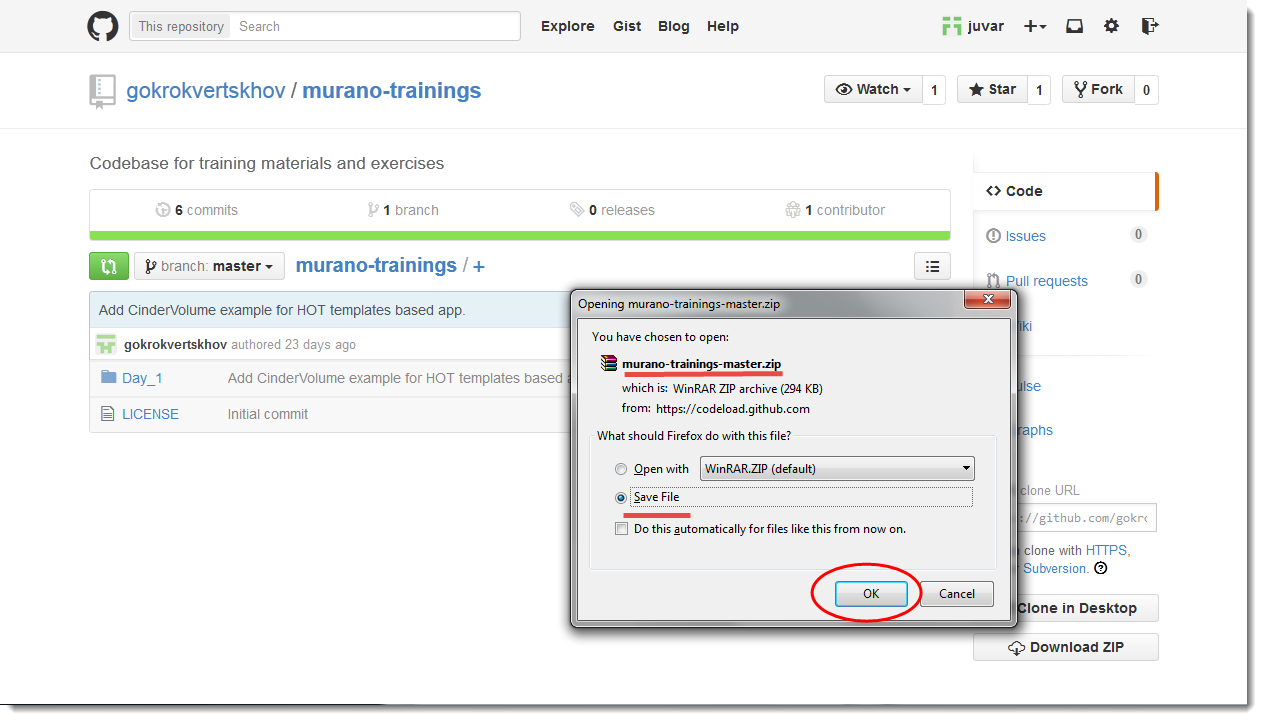 This repository Search Explore Gist Blog Help juvar
gokrokvertskhov / murano-trainings Watch 1 Star 1 Fork 0
Codebase for training materials and exercises
6 commits 1 branch 0 releases 1 contributor
branch: master murano-trainings / +
Add CinderVolume example for HOT templates based app.
gokrokvertskhov authored 23 days ago
Day_1 Add CinderVolume example for HOT templates based
LICENSE Initial commit
Opening murano-trainings-master.zip
You have chosen to open:
murano-trainings-master.zip
which is: WinRAR ZIP archive (294 KB)
from: https://codeload.github.com
What should Firefox do with this file?
Open with WinRAR.ZIP (default)
Save File
Do this automatically for files like this from now on.
OK Cancel
Code
Issues 0
Pull requests 0
iki
ulse
raphs
clone URL
://github.com/gokro
clone with HTTPS,
Subversion.
Clone in Desktop
Download ZIP